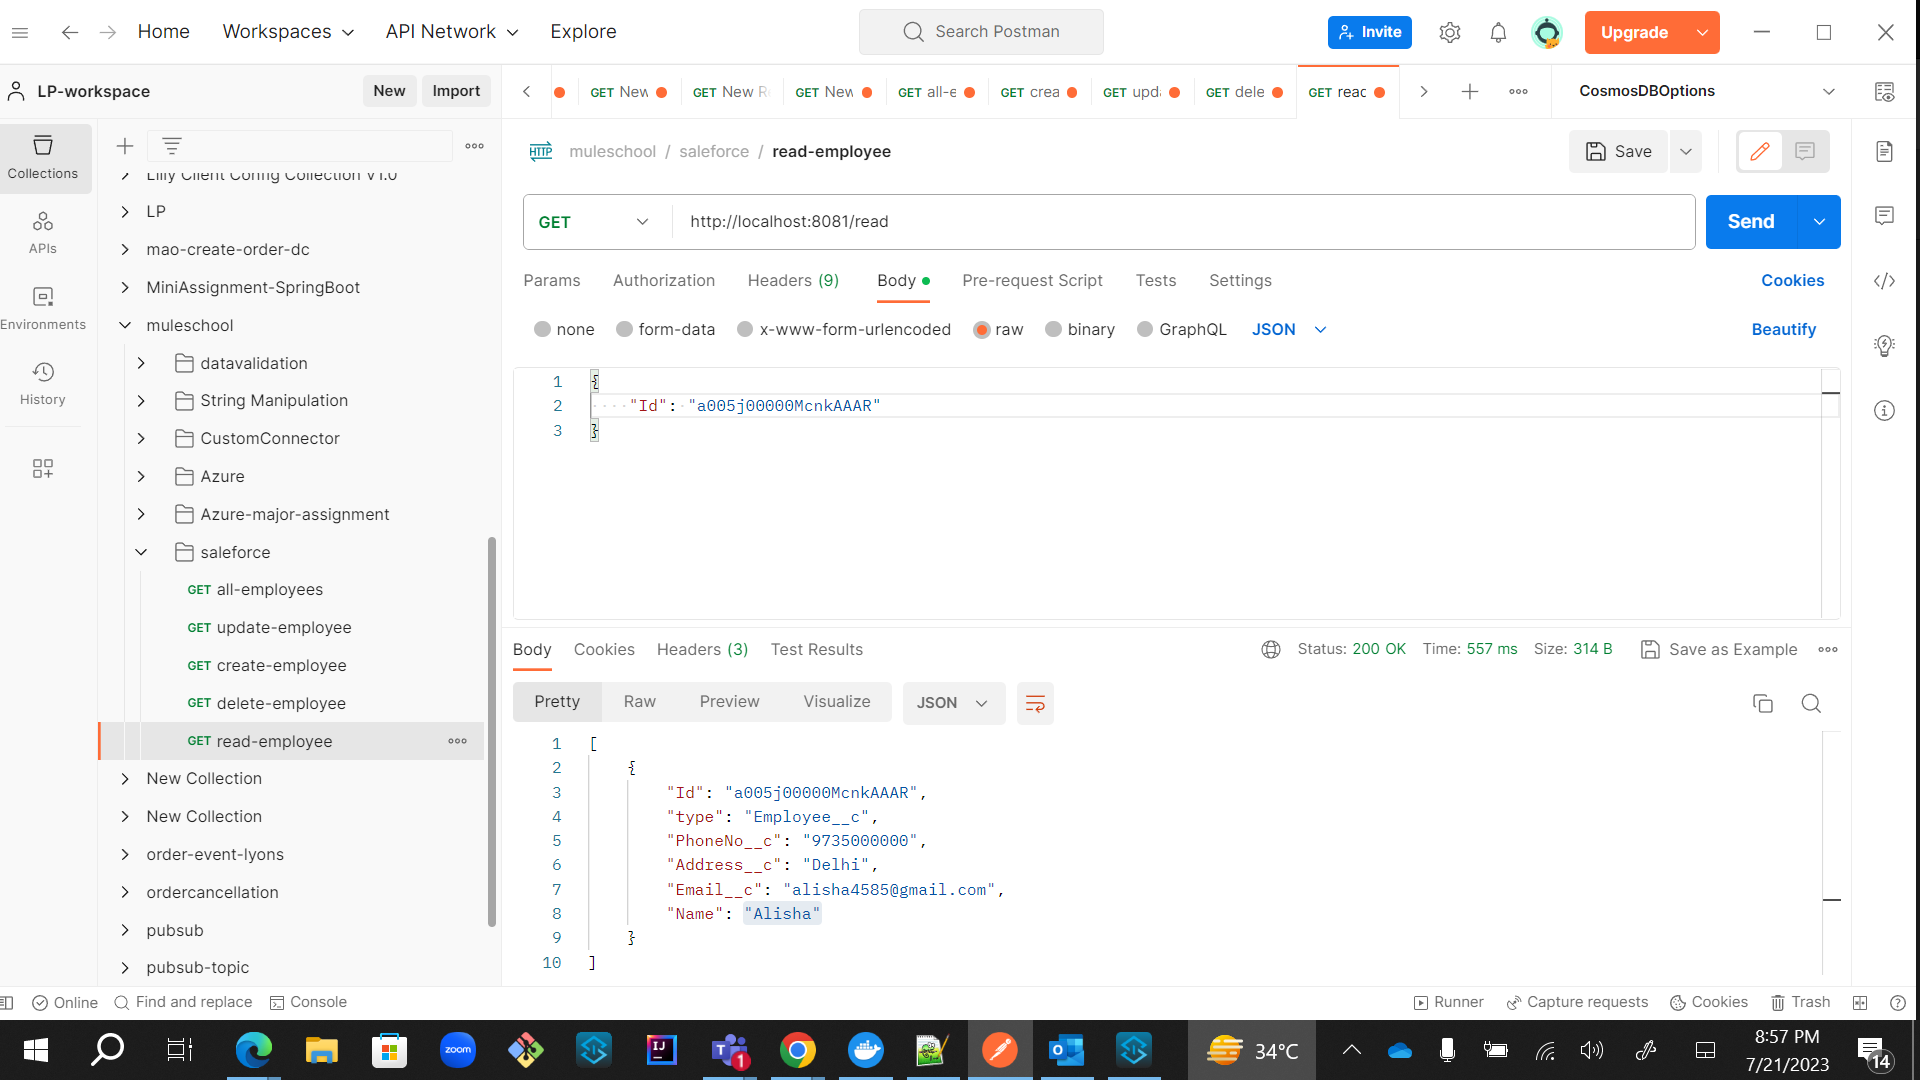 Home Workspaces API Network Explore Search Postman Invite Upgrade
LP-workspace New Import GET New GET New R GET New GET all-e GET crea GET upda GET dele GET read CosmosDBOptions
Collections
APIs
Environments
History
Lilly Client Config Collection V1.0
LP
mao-create-order-dc
MiniAssignment-SpringBoot
muleschool
datavalidation
String Manipulation
CustomConnector
Azure
Azure-major-assignment
saleforce
GET all-employees
GET update-employee
GET create-employee
GET delete-employee
GET read-employee
New Collection
New Collection
order-event-lyons
ordercancellation
pubsub
pubsub-topic
HTTP muleschool / saleforce / read-employee Save
GET http://localhost:8081/read Send
Params Authorization Headers (9) Body Pre-request Script Tests Settings Cookies
none form-data x-www-form-urlencoded raw binary GraphQL JSON Beautify
1 {
2 "Id": "a005j00000McnkAAAR"
3 }
Body Cookies Headers (3) Test Results Status: 200 OK Time: 557 ms Size: 314 B Save as Example
Pretty Raw Preview Visualize JSON
1 [
2 {
3 "Id": "a005j00000McnkAAAR",
4 "type": "Employee__c",
5 "PhoneNo__c": "9735000000",
6 "Address__c": "Delhi",
7 "Email__c": "alisha4585@gmail.com",
8 "Name": "Alisha"
9 }
10 ]
Online Find and replace Console Runner Capture requests Cookies Trash
zoom IJ T 1 34°C 8:57 PM
7/21/2023 14